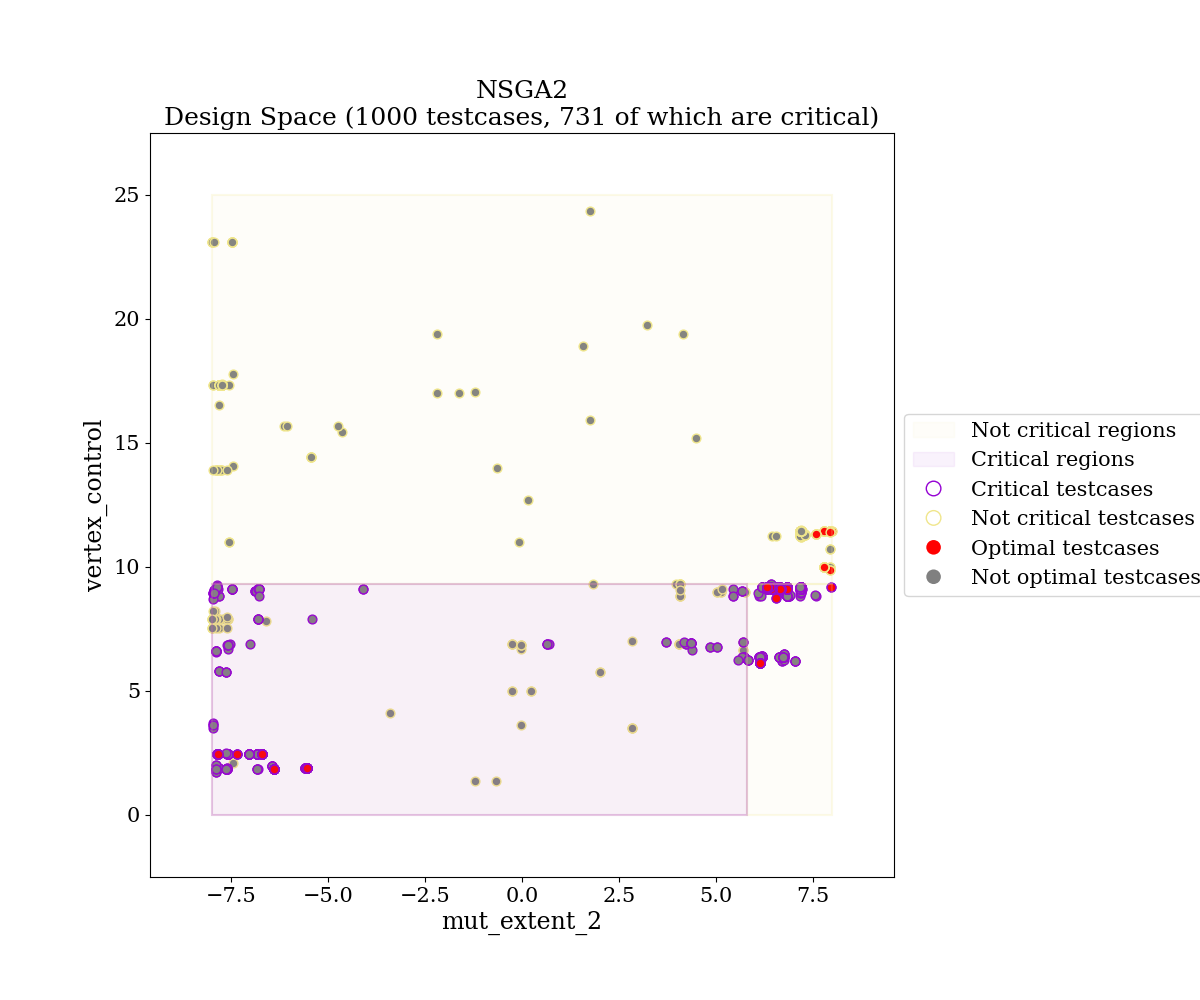 NSGA2
Design Space (1000 testcases, 731 of which are critical)
vertex_control
25
20
15
10
5
0
−7.5
−5.0
−2.5
0.0
2.5
5.0
7.5
mut_extent_2
Not critical regions
Critical regions
Critical testcases
Not critical testcases
Optimal testcases
Not optimal testcases